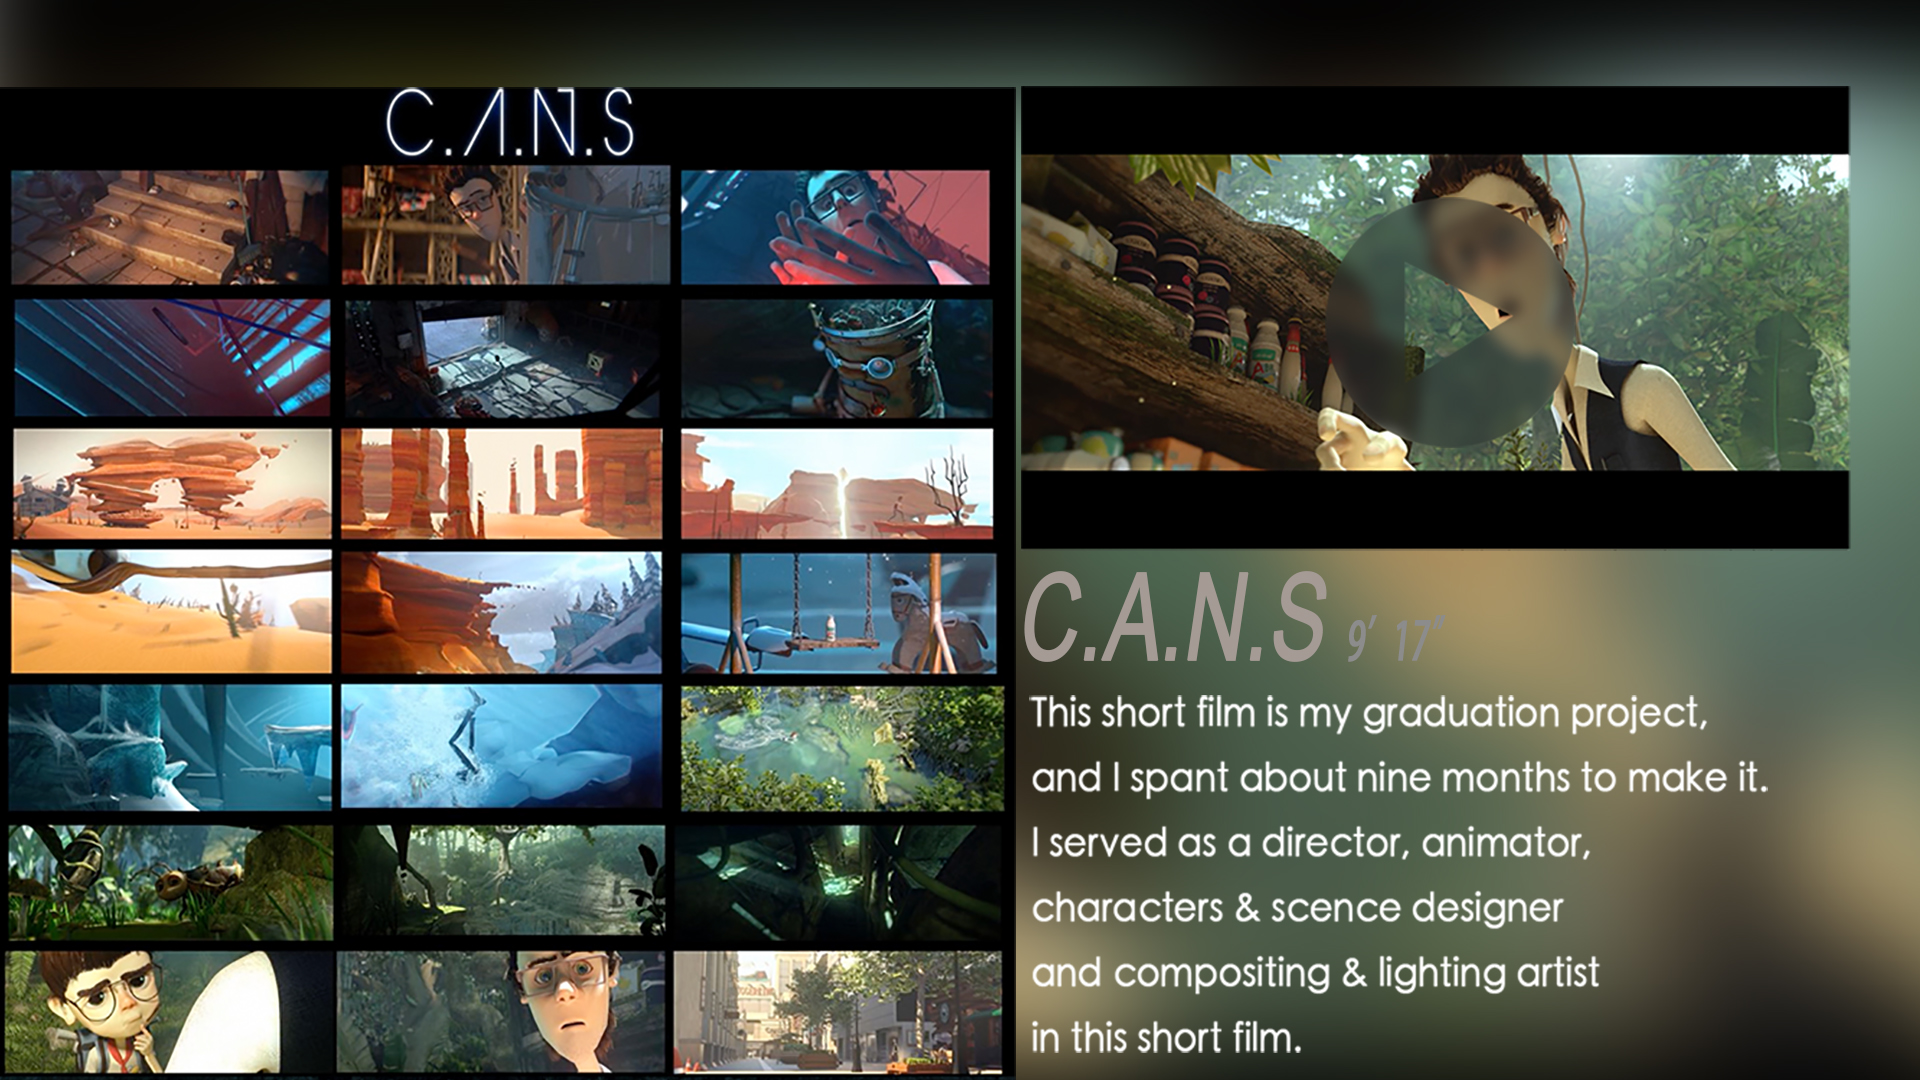 C.A.N.S
C.A.N.S 9' 17"
This short film is my graduation project,
and I spant about nine months to make it.
I served as a director, animator,
characters & scence designer
and compositing & lighting artist
in this short film.